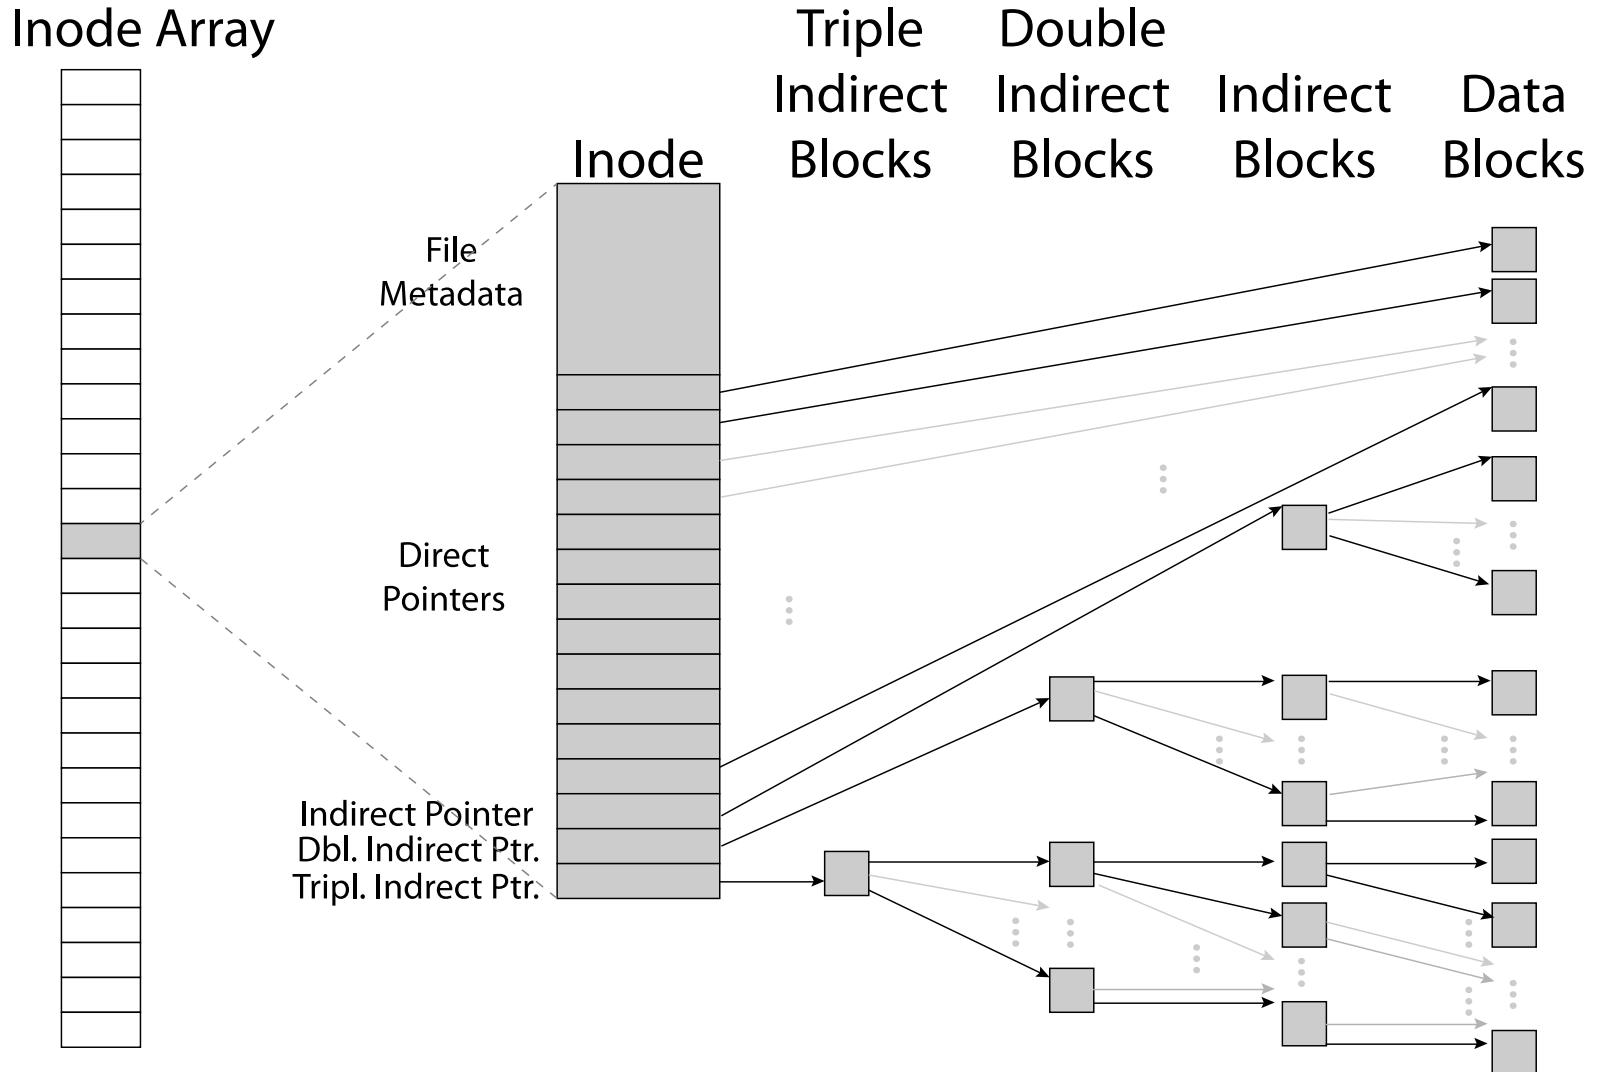 Inode Array
Triple
Indirect
Blocks
Double
Indirect
Blocks
Indirect
Blocks
Data
Blocks
Inode
File
Metadata
Direct
Pointers
Indirect Pointer
Dbl. Indirect Ptr.
Tripl. Indrect Ptr.